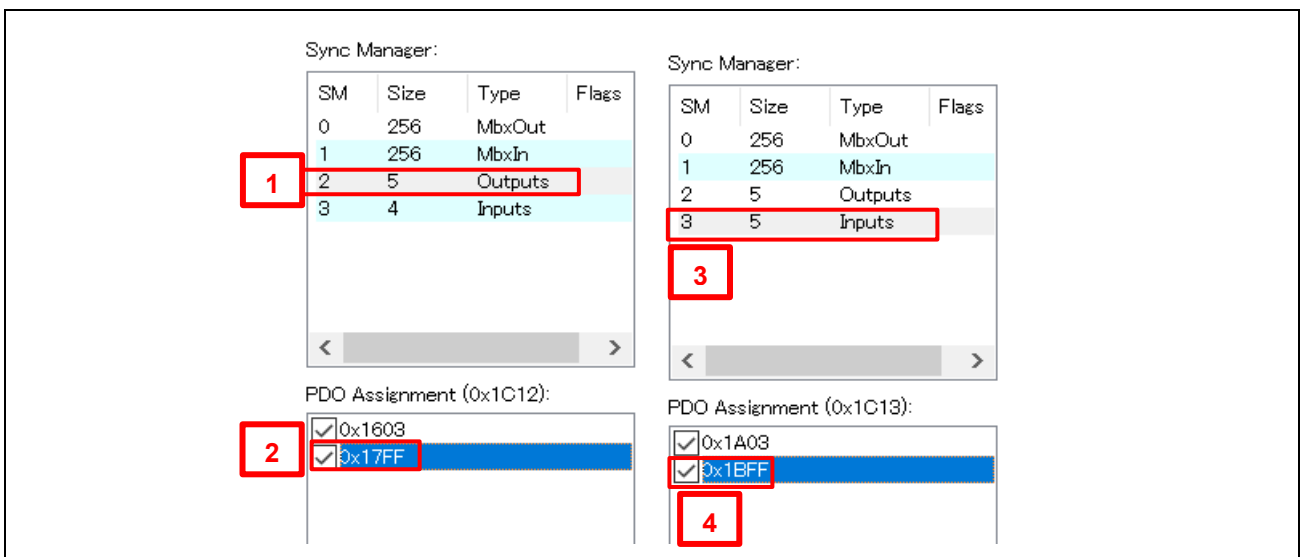 Sync Manager:
SM Size Type Flags
0 256 MbxOut
1 256 MbxIn
1
2 5 Outputs
3 4 Inputs
< >
PDO Assignment (0x1C12):
0x1603
2
0x17FF
Sync Manager:
SM Size Type Flags
0 256 MbxOut
1 256 MbxIn
2 5 Outputs
3 5 Inputs
3
< >
PDO Assignment (0x1C13):
0x1A03
0x1BFF
4